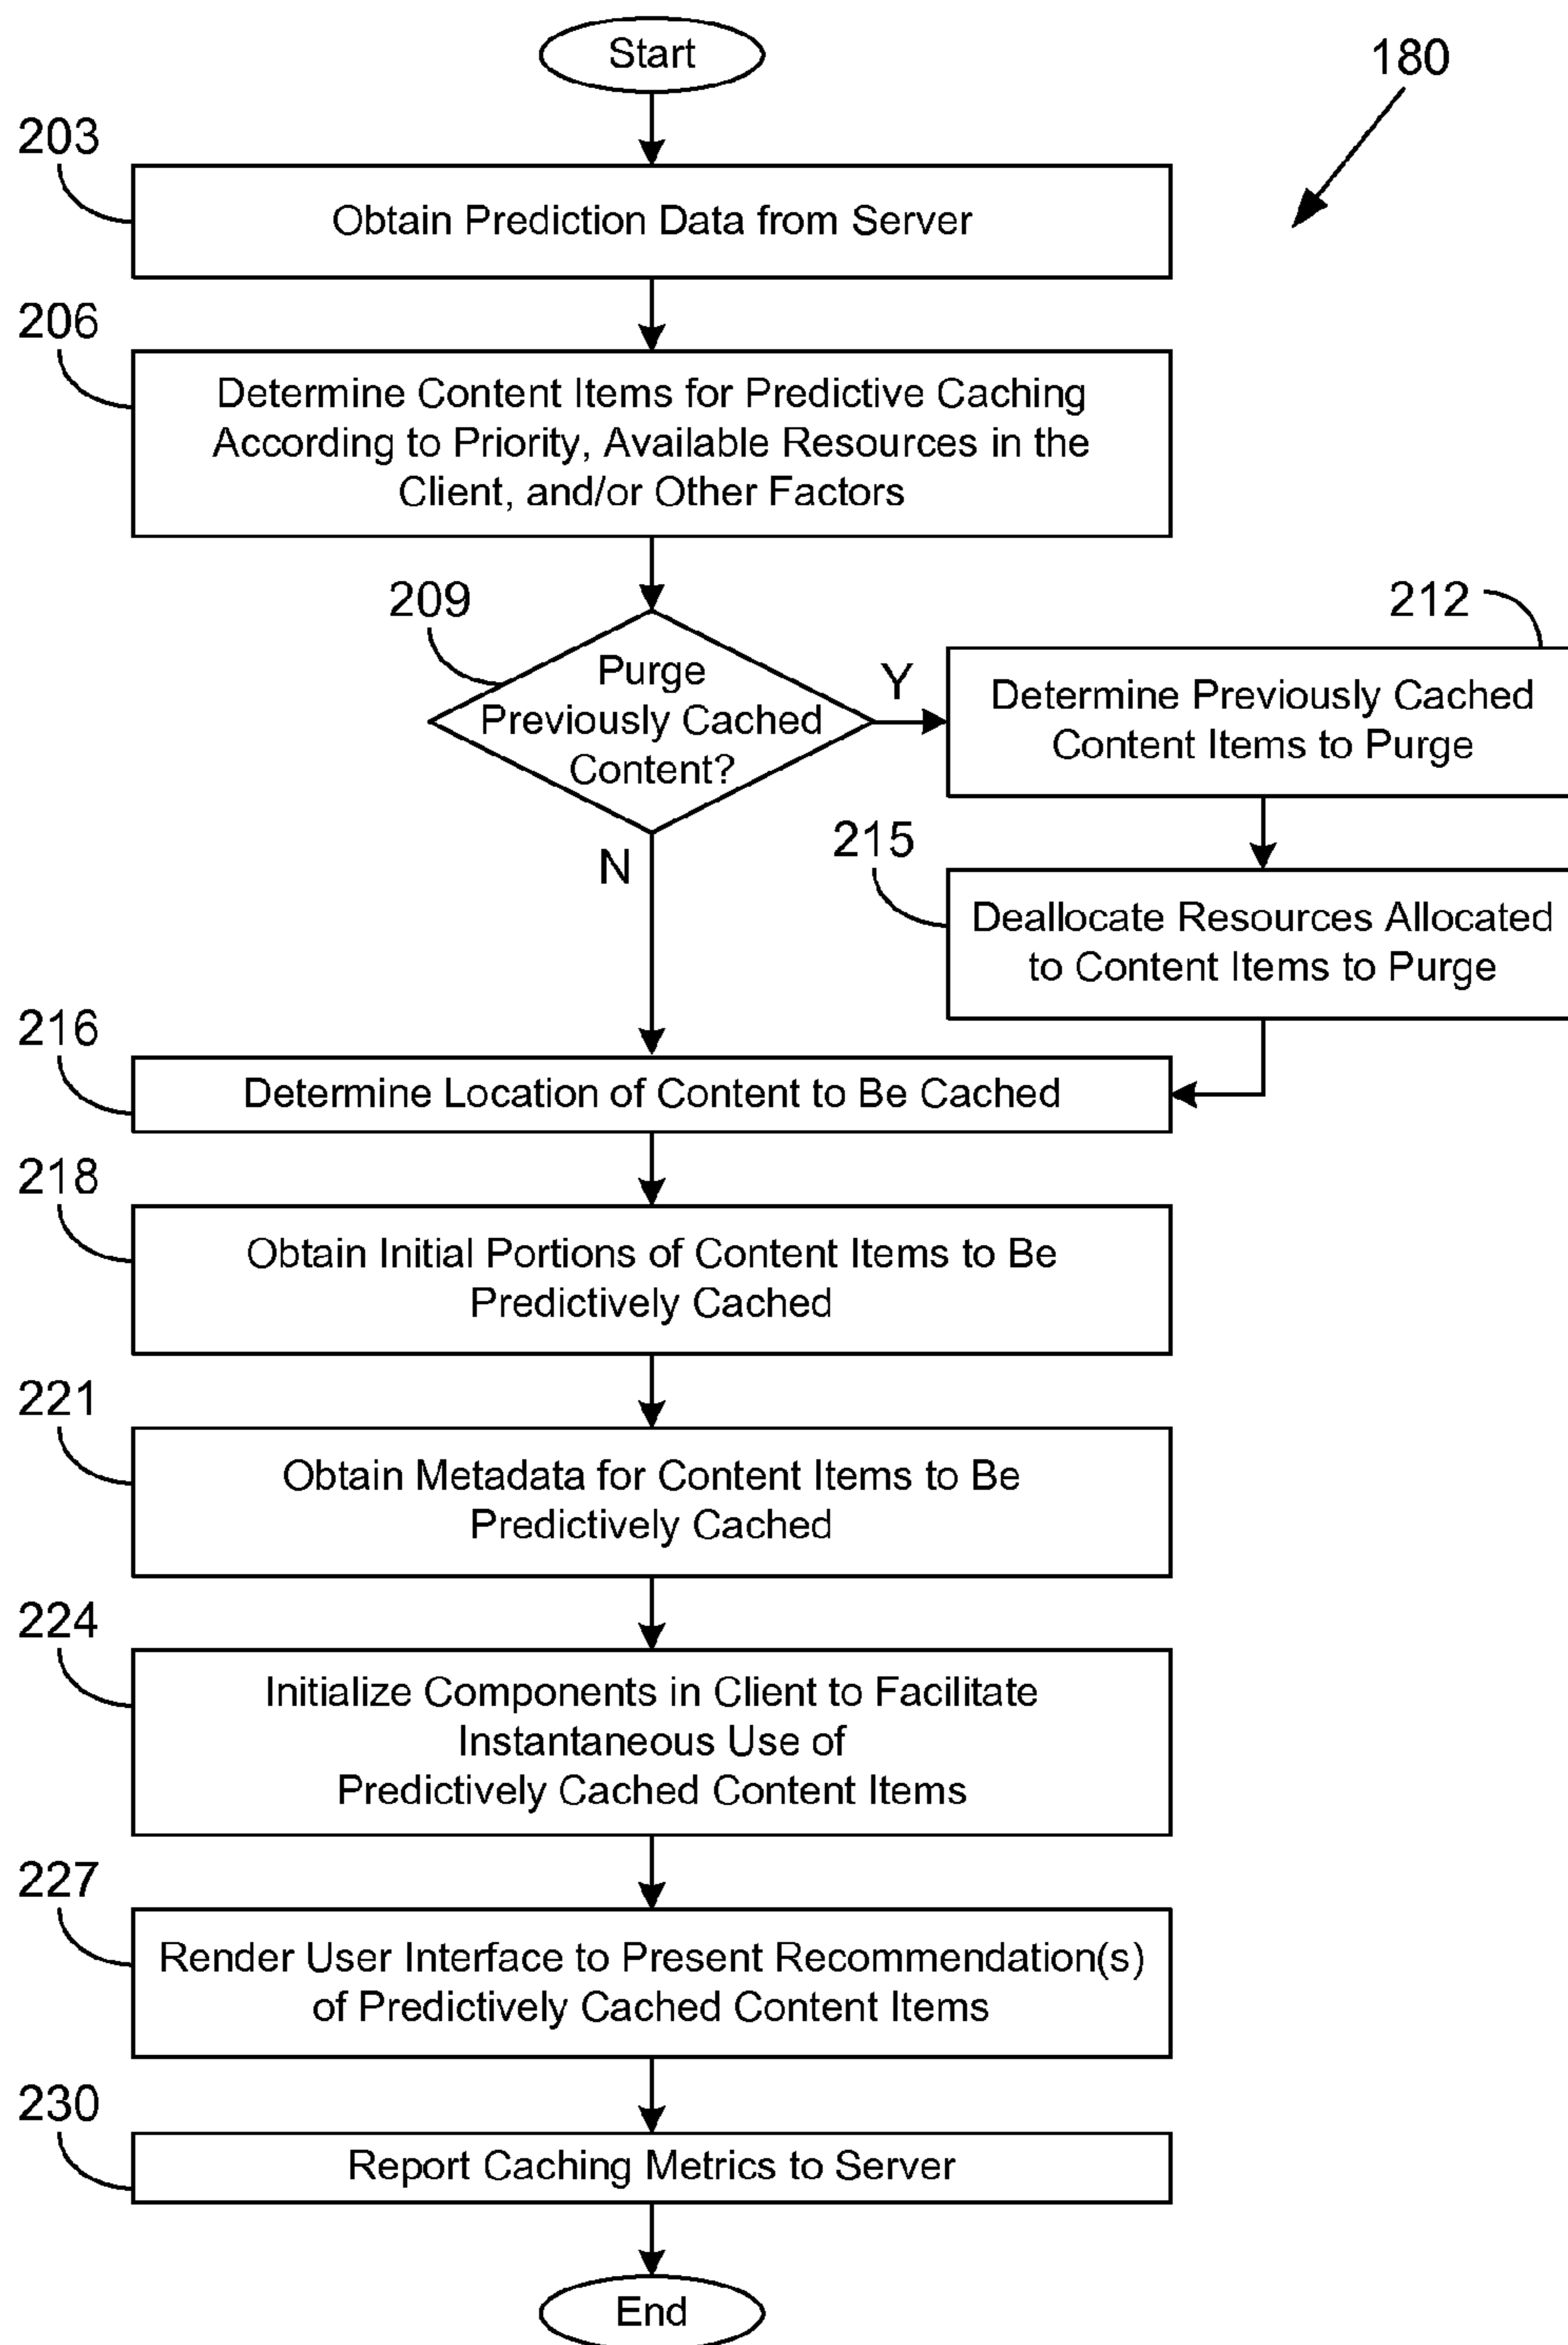 Start
180
203
Obtain Prediction Data from Server
206
Determine Content Items for Predictive Caching
According to Priority, Available Resources in the
Client, and/or Other Factors
209
Purge
Previously Cached
Content?
Y
N
212
Determine Previously Cached
Content Items to Purge
215
Deallocate Resources Allocated
to Content Items to Purge
216
Determine Location of Content to Be Cached
218
Obtain Initial Portions of Content Items to Be
Predictively Cached
221
Obtain Metadata for Content Items to Be
Predictively Cached
224
Initialize Components in Client to Facilitate
Instantaneous Use of
Predictively Cached Content Items
227
Render User Interface to Present Recommendation(s)
of Predictively Cached Content Items
230
Report Caching Metrics to Server
End